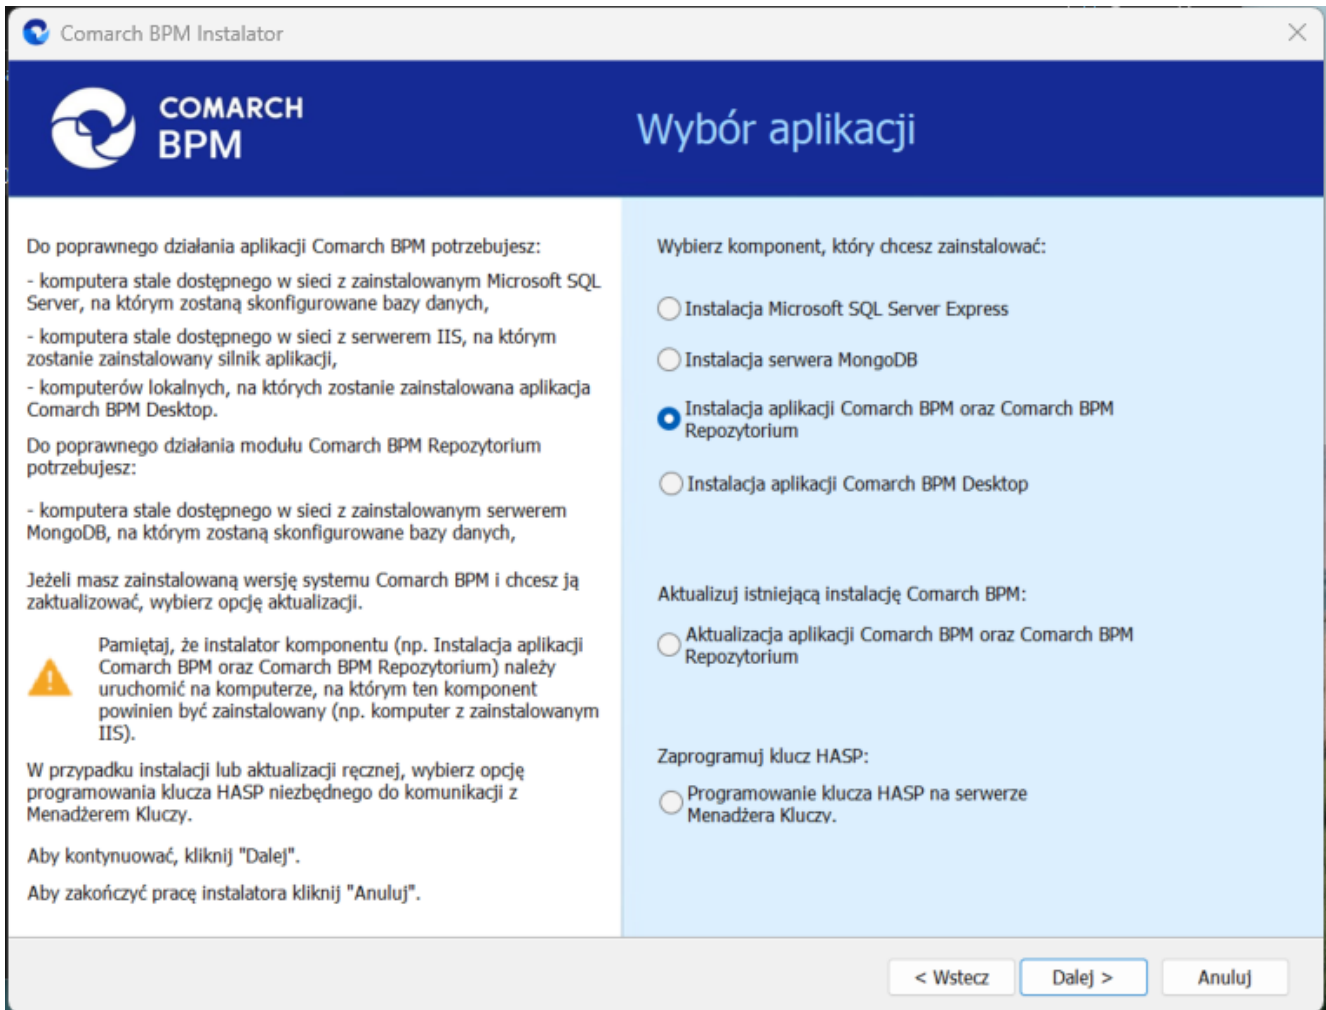 Comarch BPM Instalator
COMARCH
BPM
Wybór aplikacji
Do poprawnego działania aplikacji Comarch BPM potrzebujesz:
- komputera stale dostępnego w sieci z zainstalowanym Microsoft SQL
Server, na którym zostaną skonfigurowane bazy danych,
- komputera stale dostępnego w sieci z serwerem IIS, na którym
zostanie zainstalowany silnik aplikacji,
- komputerów lokalnych, na których zostanie zainstalowana aplikacja
Comarch BPM Desktop.
Do poprawnego działania modułu Comarch BPM Repozytorium
potrzebujesz:
- komputera stale dostępnego w sieci z zainstalowanym serwerem
MongoDB, na którym zostaną skonfigurowane bazy danych,
Jeżeli masz zainstalowaną wersję systemu Comarch BPM i chcesz ją
zaktualizować, wybierz opcję aktualizacji.
Pamiętaj, że instalator komponentu (np. Instalacja aplikacji
Comarch BPM oraz Comarch BPM Repozytorium) należy
uruchomić na komputerze, na którym ten komponent
powinien być zainstalowany (np. komputer z zainstalowanym
IIS).
W przypadku instalacji lub aktualizacji ręcznej, wybierz opcję
programowania klucza HASP niezbędnego do komunikacji z
Menadżerem Kluczy.
Aby kontynuować, kliknij "Dalej".
Aby zakończyć pracę instalatora kliknij "Anuluj".
Wybierz komponent, który chcesz zainstalować:
Instalacja Microsoft SQL Server Express
Instalacja serwera MongoDB
Instalacja aplikacji Comarch BPM oraz Comarch BPM
Repozytorium
Instalacja aplikacji Comarch BPM Desktop
Aktualizuj istniejącą instalację Comarch BPM:
Aktualizacja aplikacji Comarch BPM oraz Comarch BPM
Repozytorium
Zaprogramuj klucz HASP:
Programowanie klucza HASP na serwerze
Menadżera Kluczy.
< Wstecz
Dalej >
Anuluj